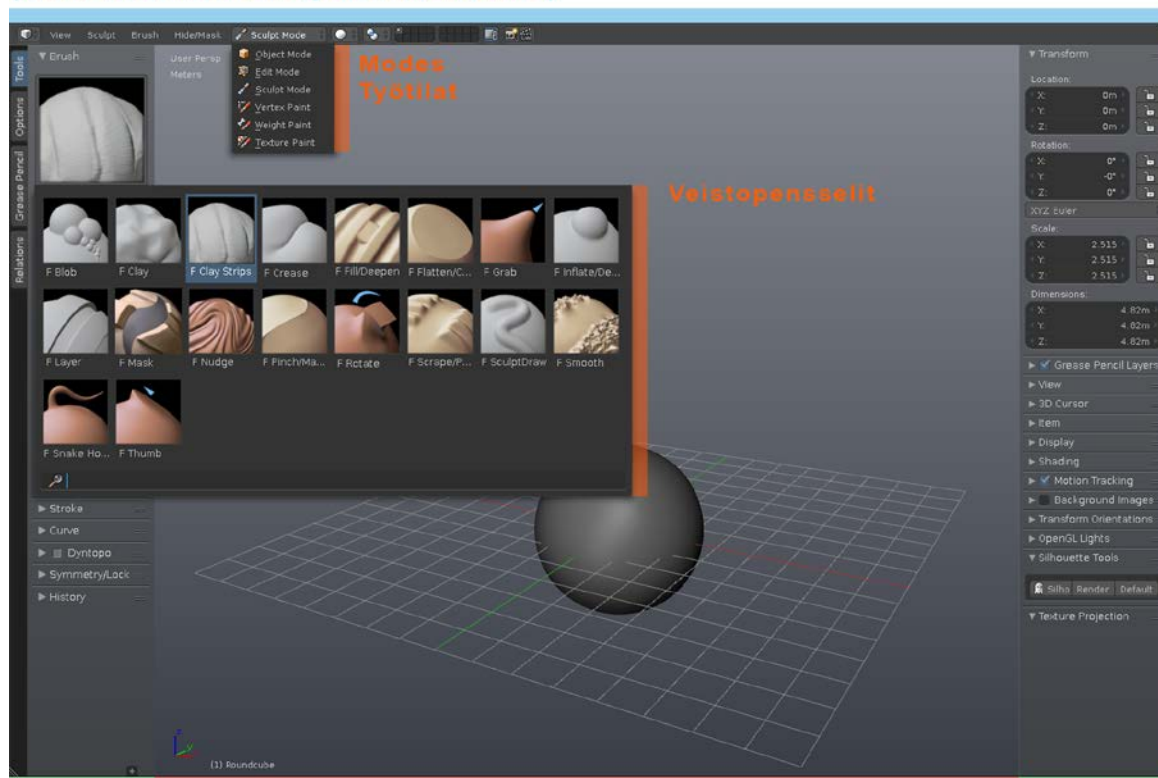 View Sculpt Brush Hide/Mask Sculpt Mode
Tools
Options
Grease Pencil
Relations
Brush
User Persp
Meters
Object Mode
Edit Mode
Sculpt Mode
Vertex Paint
Weight Paint
Texture Paint
Modes
Työtilat
Veistopensselit
F Blob F Clay F Clay Strips F Crease F Fill/Deepen F Flatten/C... F Grab F Inflate/De...
F Layer F Mask F Nudge F Pinch/Ma... F Rotate F Scrape/P... F SculptDraw F Smooth
F Snake Ho... F Thumb
Stroke
Curve
Dyntopo
Symmetry/Lock
History
(1) Roundcube
z
y
Transform
Location:
X: 0m
Y: 0m
Z: 0m
Rotation:
X: 0°
Y: -0°
Z: 0°
XYZ Euler
Scale:
X: 2.515
Y: 2.515
Z: 2.515
Dimensions:
X: 4.82m
Y: 4.82m
Z: 4.82m
Grease Pencil Layers
View
3D Cursor
Item
Display
Shading
Motion Tracking
Background Images
Transform Orientations
OpenGL Lights
Silhouette Tools
Silho Render Default
Texture Projection